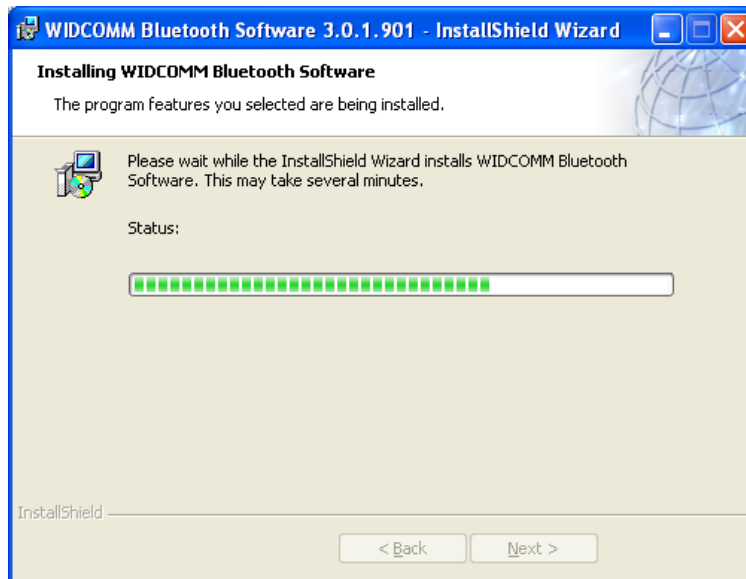 WIDCOMM Bluetooth Software 3.0.1.901 - InstallShield Wizard
Installing WIDCOMM Bluetooth Software
The program features you selected are being installed.
Please wait while the InstallShield Wizard installs WIDCOMM Bluetooth
Software. This may take several minutes.
Status:
InstallShield
< Back Next >